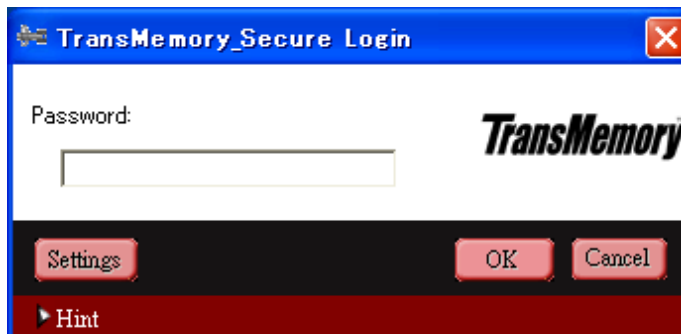 TransMemory_Secure Login
Password:
TransMemory
Settings
OK
Cancel
Hint